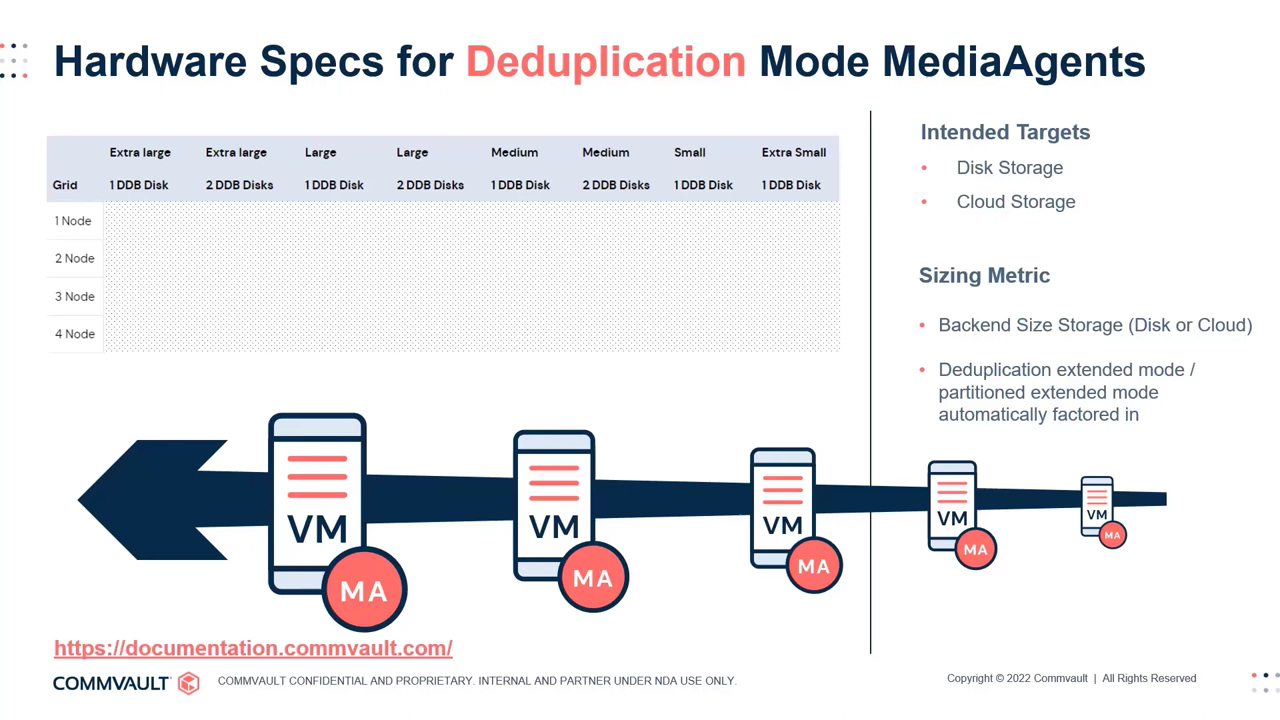 Hardware Specs for Deduplication Mode MediaAgents
Extra large Extra large Large Large Medium Medium Small Extra Small
Grid 1 DDB Disk 2 DDB Disks 1 DDB Disk 2 DDB Disks 1 DDB Disk 2 DDB Disks 1 DDB Disk 1 DDB Disk
1 Node
2 Node
3 Node
4 Node
Intended Targets
• Disk Storage
• Cloud Storage
Sizing Metric
• Backend Size Storage (Disk or Cloud)
• Deduplication extended mode /
partitioned extended mode
automatically factored in
VM
MA
VM
MA
VM
MA
VM
MA
VM
MA
https://documentation.commvault.com/
COMMVAULT
COMMVAULT CONFIDENTIAL AND PROPRIETARY. INTERNAL AND PARTNER UNDER NDA USE ONLY.
Copyright © 2022 Commvault | All Rights Reserved